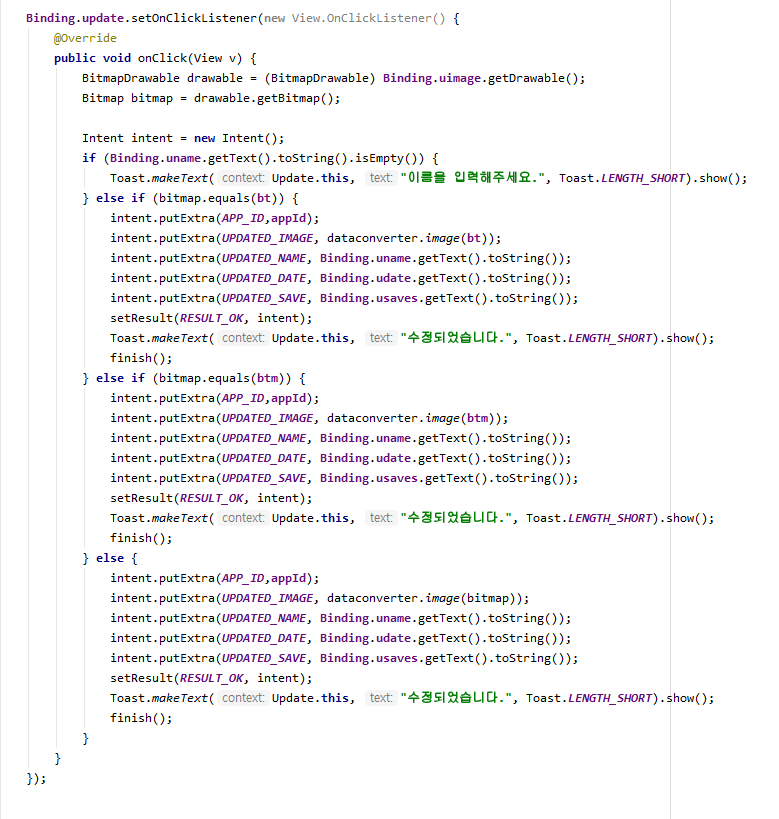 Binding.update.setOnClickListener(new View.OnClickListener() {
@Override
public void onClick(View v) {
BitmapDrawable drawable = (BitmapDrawable) Binding.uimage.getDrawable();
Bitmap bitmap = drawable.getBitmap();
Intent intent = new Intent();
if (Binding.uname.getText().toString().isEmpty()) {
Toast.makeText( context: Update.this, text: "이름을 입력해주세요.", Toast.LENGTH_SHORT).show();
} else if (bitmap.equals(bt)) {
intent.putExtra(APP_ID,appId);
intent.putExtra(UPDATED_IMAGE, dataconverter.image(bt));
intent.putExtra(UPDATED_NAME, Binding.uname.getText().toString());
intent.putExtra(UPDATED_DATE, Binding.udate.getText().toString());
intent.putExtra(UPDATED_SAVE, Binding.usaves.getText().toString());
setResult(RESULT_OK, intent);
Toast.makeText( context: Update.this, text: "수정되었습니다.", Toast.LENGTH_SHORT).show();
finish();
} else if (bitmap.equals(btm)) {
intent.putExtra(APP_ID,appId);
intent.putExtra(UPDATED_IMAGE, dataconverter.image(btm));
intent.putExtra(UPDATED_NAME, Binding.uname.getText().toString());
intent.putExtra(UPDATED_DATE, Binding.udate.getText().toString());
intent.putExtra(UPDATED_SAVE, Binding.usaves.getText().toString());
setResult(RESULT_OK, intent);
Toast.makeText( context: Update.this, text: "수정되었습니다.", Toast.LENGTH_SHORT).show();
finish();
} else {
intent.putExtra(APP_ID,appId);
intent.putExtra(UPDATED_IMAGE, dataconverter.image(bitmap));
intent.putExtra(UPDATED_NAME, Binding.uname.getText().toString());
intent.putExtra(UPDATED_DATE, Binding.udate.getText().toString());
intent.putExtra(UPDATED_SAVE, Binding.usaves.getText().toString());
setResult(RESULT_OK, intent);
Toast.makeText( context: Update.this, text: "수정되었습니다.", Toast.LENGTH_SHORT).show();
finish();
}
}
});